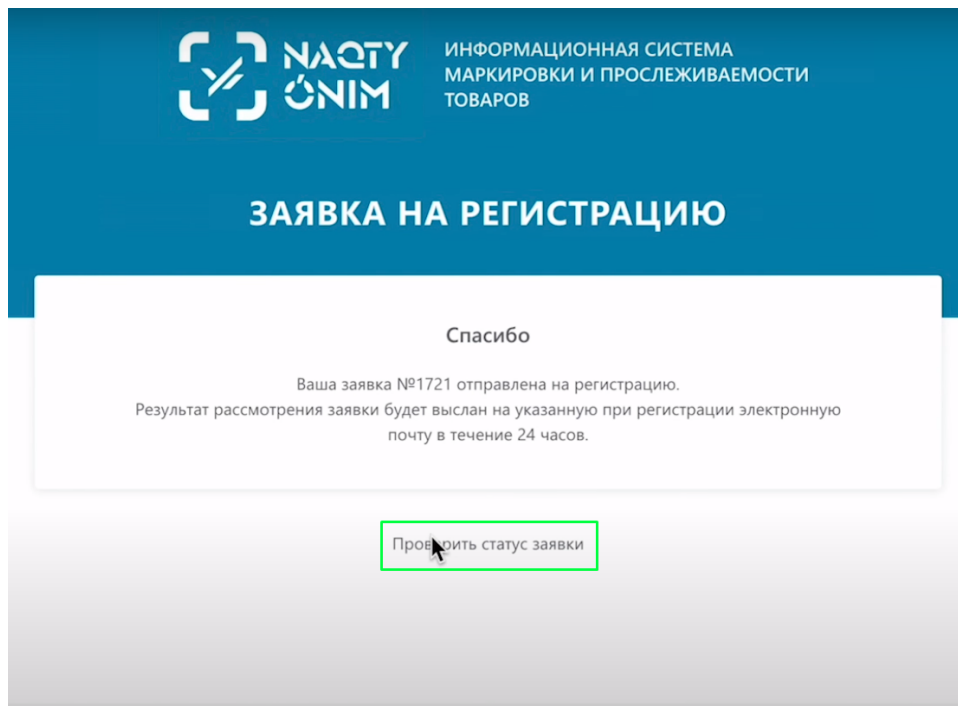 NAQTY
ÓNIM
ИНФОРМАЦИОННАЯ СИСТЕМА
МАРКИРОВКИ И ПРОСЛЕЖИВАЕМОСТИ
ТОВАРОВ
ЗАЯВКА НА РЕГИСТРАЦИЮ
Спасибо
Ваша заявка №1721 отправлена на регистрацию.
Результат рассмотрения заявки будет выслан на указанную при регистрации электронную
почту в течение 24 часов.
Проверить статус заявки